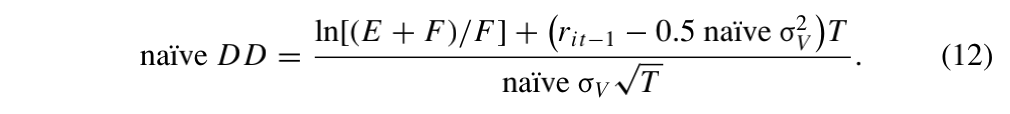 naïve DD = ln[(E + F)/F] + (r_{it−1} − 0.5 naïve σ_V^2)T / naïve σ_V √T . (12)